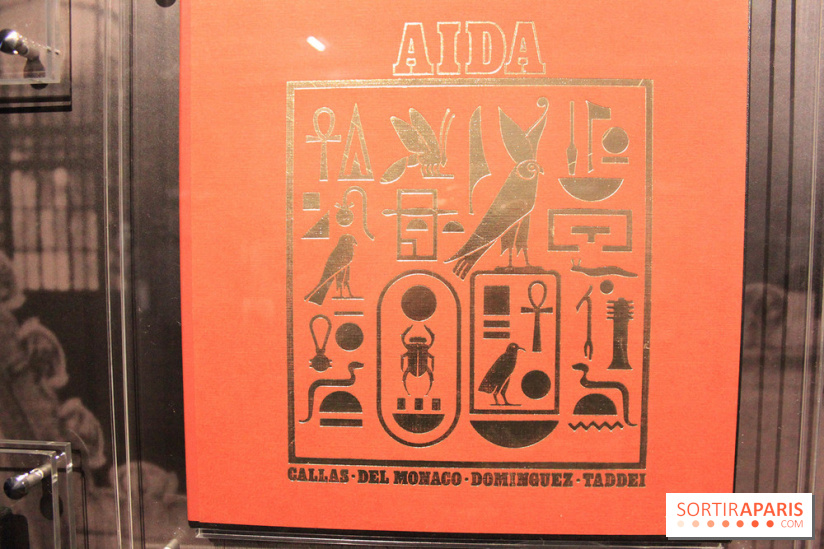 AIDA
CALLAS · DEL MONACO · DOMINGUEZ · TADDEI
SORTIRAPARIS
.COM